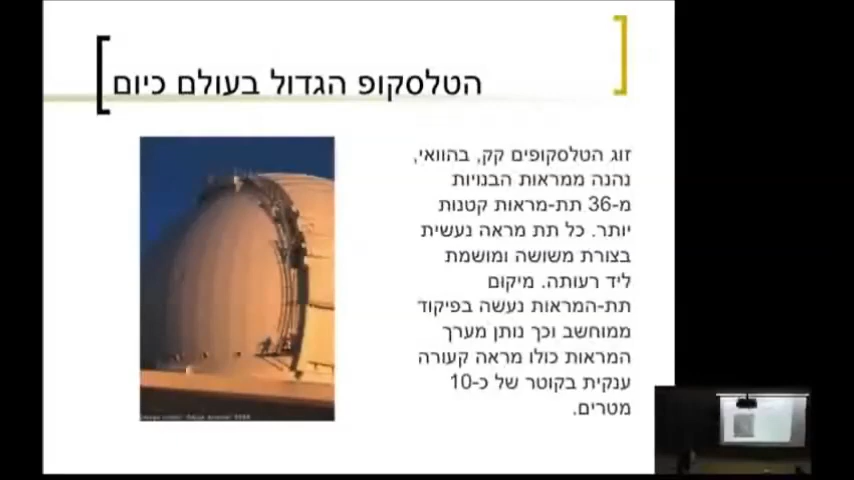 הטלסקופ הגדול בעולם כיום
זוג הטלסקופים קק, בהוואי,
נהנה ממראות הבנויות
מ-36 תת-מראות קטנות
יותר. כל תת מראה נעשית
בצורת משושה ומושמת
ליד רעותה. מיקום
תת-המראות נעשה בפיקוד
ממוחשב וכך נותן מערך
המראות כולו מראה קעורה
ענקית בקוטר של כ-10
מטרים.